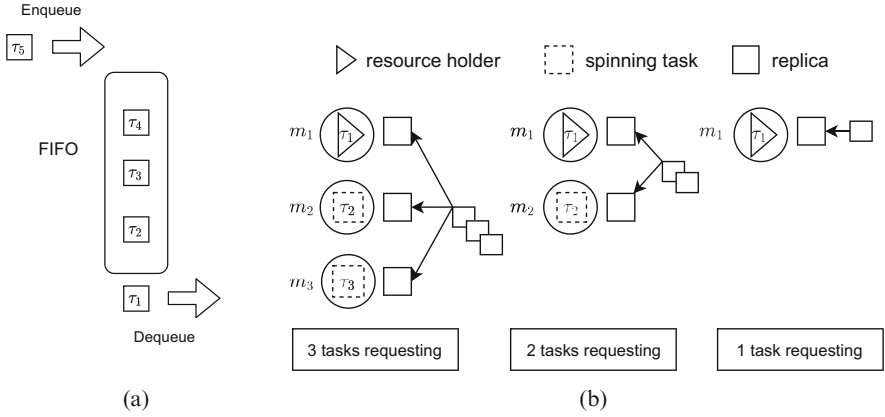 Enqueue
τ5
τ4
FIFO
τ3
τ2
τ1
Dequeue
(a)
resource holder
spinning task
replica
m1
τ1
m2
τ2
m3
τ3
3 tasks requesting
m1
τ1
m2
τ2
2 tasks requesting
m1
τ1
1 task requesting
(b)